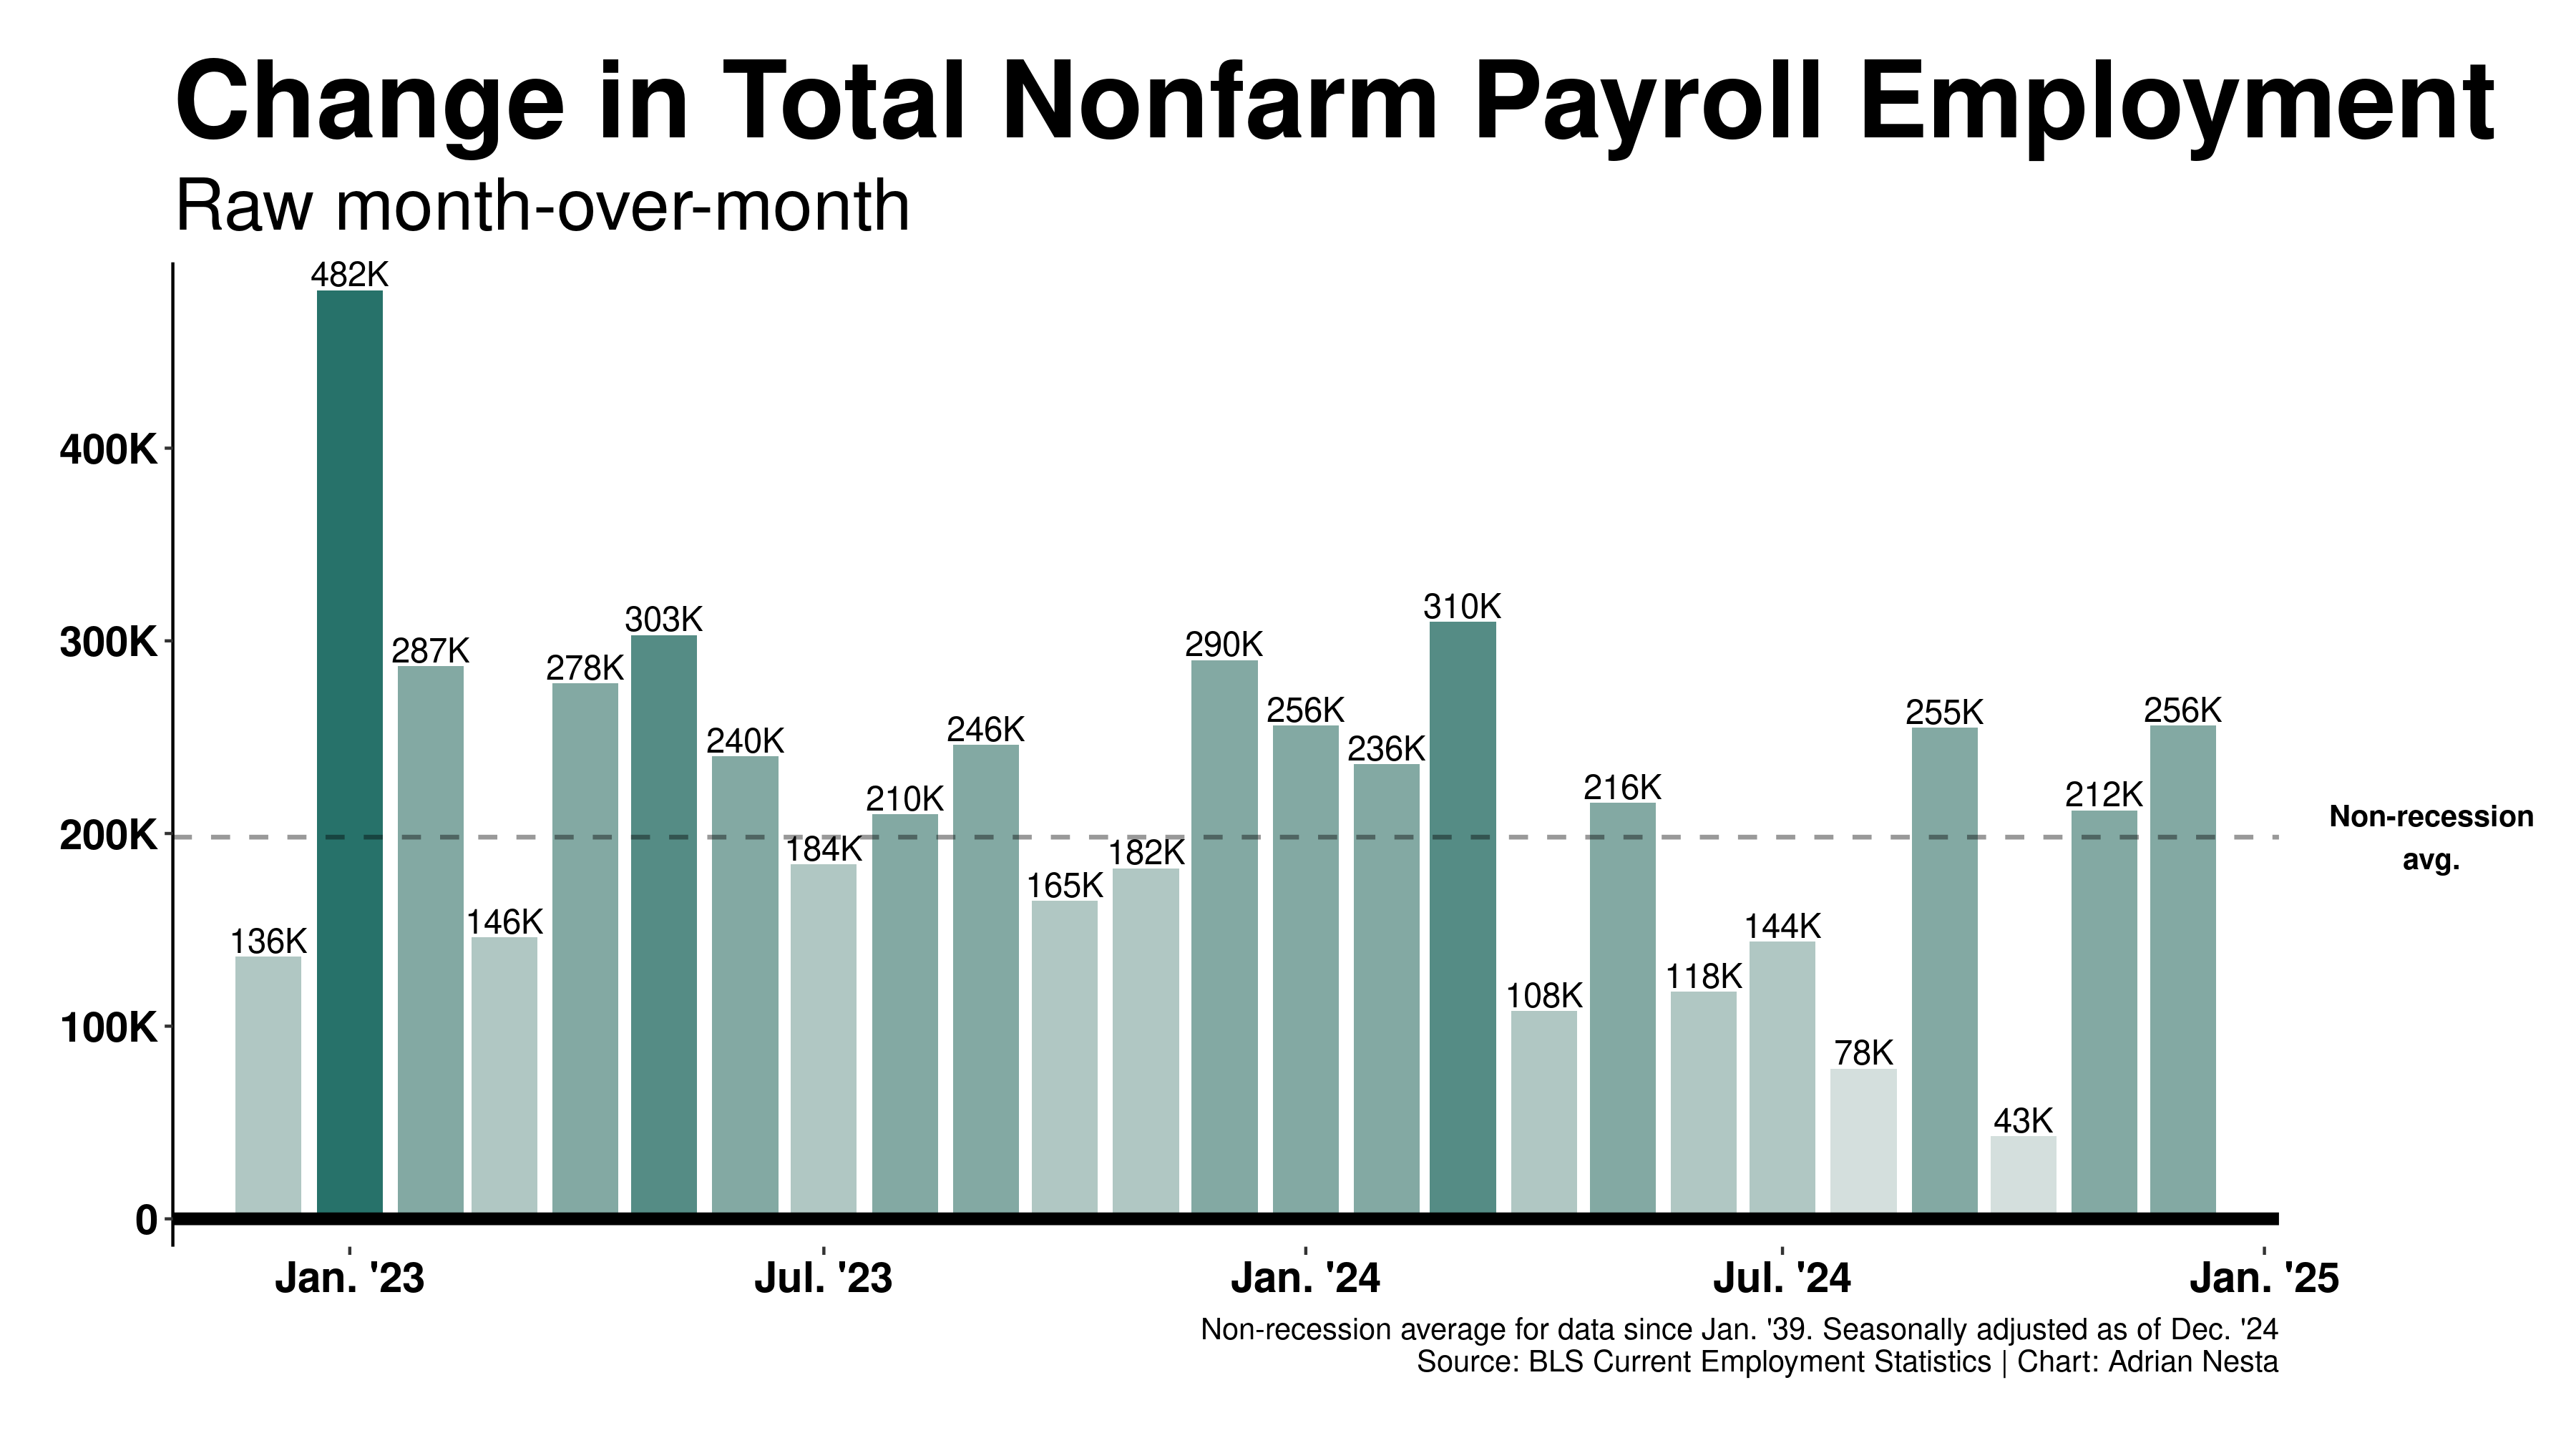 Change in Total Nonfarm Payroll Employment
Raw month-over-month
482K
400K
310K
303K
300K
290K
287K
278K
256K
255K
256K
246K
240K
236K
216K
212K
210K
Non-recession
avg.
200K
184K
182K
165K
146K
144K
136K
118K
108K
100K
78K
43K
0
Jan. '23
Jul. '23
Jan. '24
Jul. '24
Jan. '25
Non-recession average for data since Jan. '39. Seasonally adjusted as of Dec. '24
Source: BLS Current Employment Statistics | Chart: Adrian Nesta